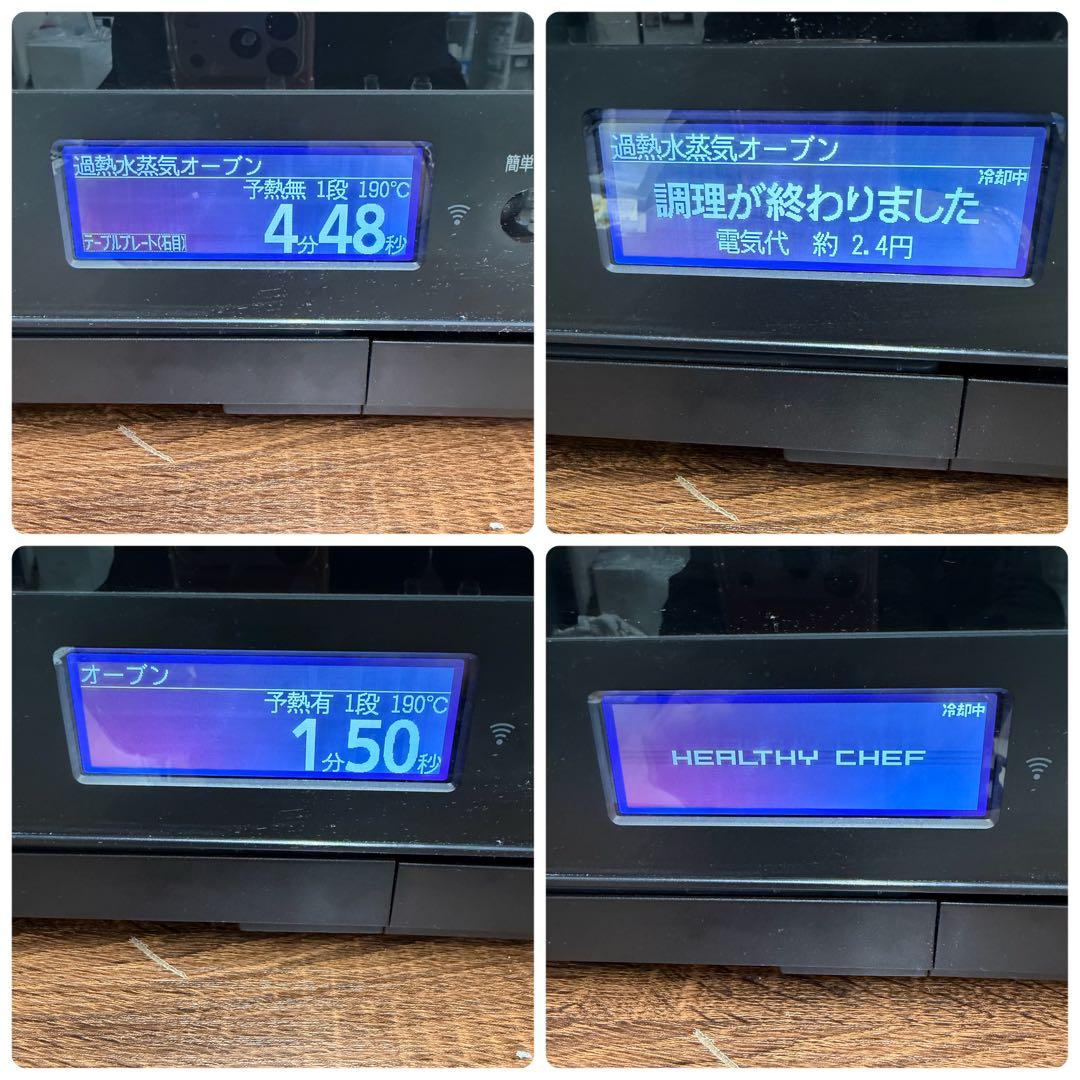 過熱水蒸気オーブン
予熱無 1段 190℃
4分48秒
テーブルプレート(石目)
簡単
過熱水蒸気オーブン
冷却中
調理が終わりました
電気代 約 2.4円
オーブン
予熱有 1段 190℃
1分50秒
冷却中
HEALTHY CHEF